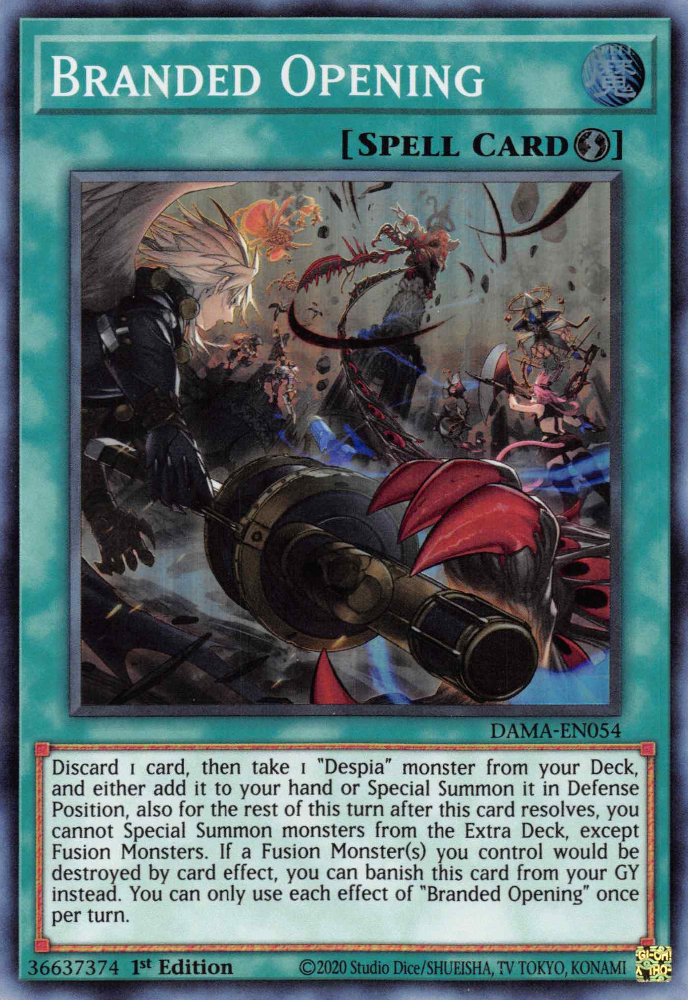 BRANDED OPENING
[SPELL CARD]
DAMA-EN054
Discard 1 card, then take 1 "Despia" monster from your Deck,
and either add it to your hand or Special Summon it in Defense
Position, also for the rest of this turn after this card resolves, you
cannot Special Summon monsters from the Extra Deck, except
Fusion Monsters. If a Fusion Monster(s) you control would be
destroyed by card effect, you can banish this card from your GY
instead. You can only use each effect of "Branded Opening" once
per turn.
36637374 1st Edition ©2020 Studio Dice/SHUEISHA, TV TOKYO, KONAMI